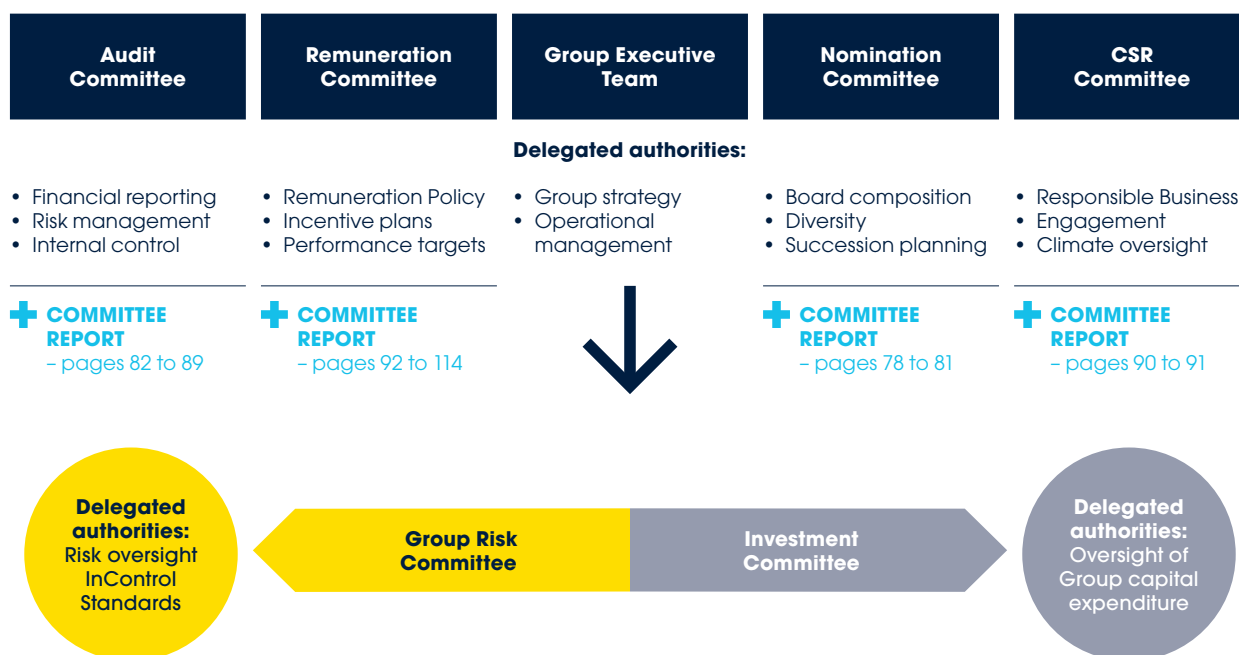 Audit
Committee
Remuneration
Committee
Group Executive
Team
Nomination
Committee
CSR
Committee
Delegated authorities:
• Financial reporting
• Risk management
• Internal control
• Remuneration Policy
• Incentive plans
• Performance targets
• Group strategy
• Operational
management
• Board composition
• Diversity
• Succession planning
• Responsible Business
• Engagement
• Climate oversight
COMMITTEE
REPORT
– pages 82 to 89
COMMITTEE
REPORT
– pages 92 to 114
COMMITTEE
REPORT
– pages 78 to 81
COMMITTEE
REPORT
– pages 90 to 91
Delegated
authorities:
Risk oversight
InControl
Standards
Group Risk
Committee
Investment
Committee
Delegated
authorities:
Oversight of
Group capital
expenditure